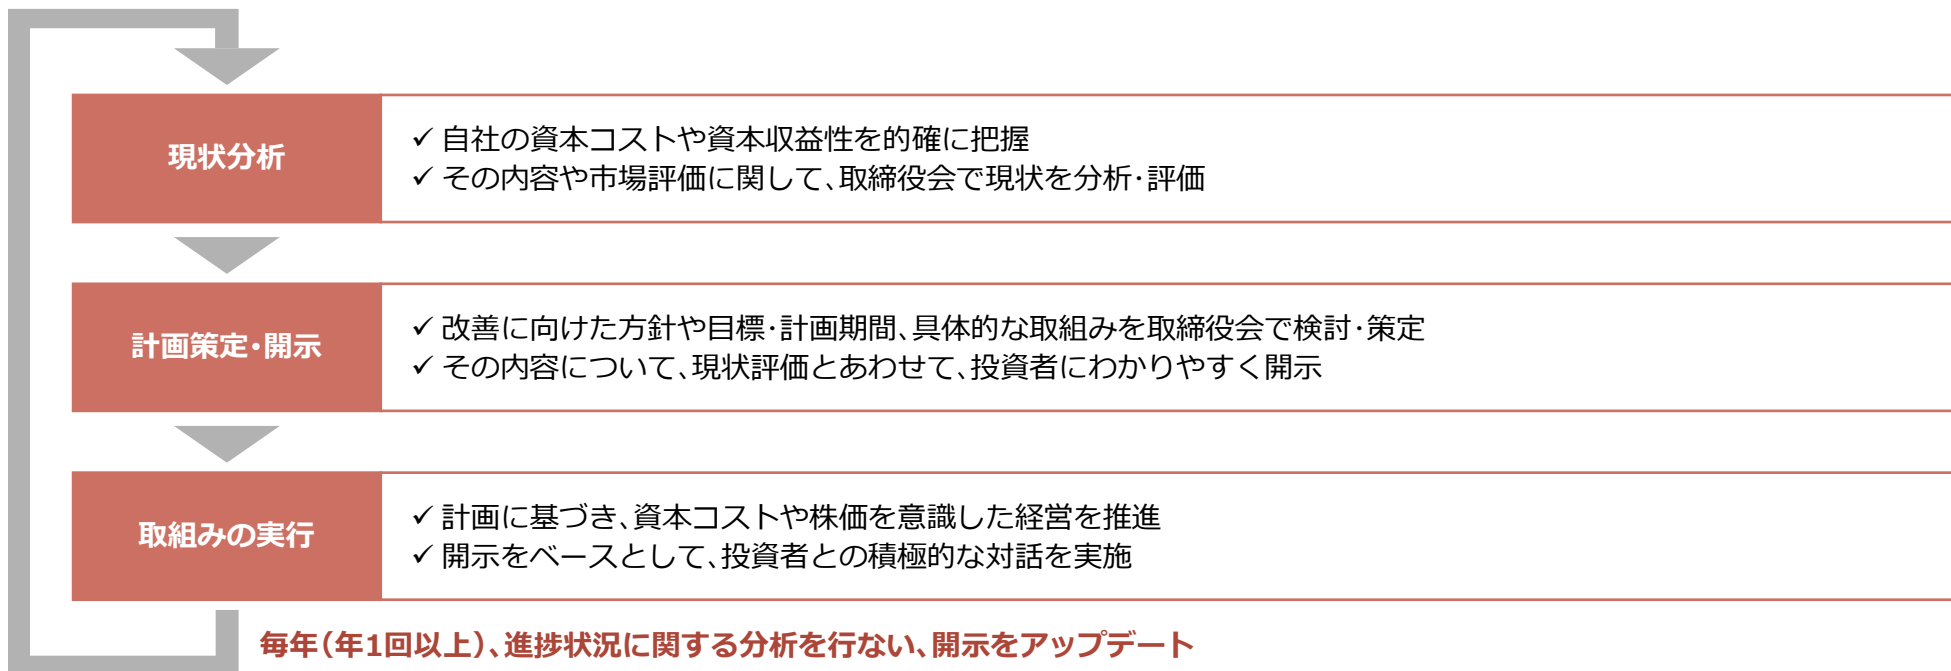 現状分析
✓ 自社の資本コストや資本収益性を的確に把握
✓ その内容や市場評価に関して、取締役会で現状を分析・評価
計画策定・開示
✓ 改善に向けた方針や目標・計画期間、具体的な取組みを取締役会で検討・策定
✓ その内容について、現状評価とあわせて、投資者にわかりやすく開示
取組みの実行
✓ 計画に基づき、資本コストや株価を意識した経営を推進
✓ 開示をベースとして、投資者との積極的な対話を実施
毎年（年1回以上）、進捗状況に関する分析を行ない、開示をアップデート